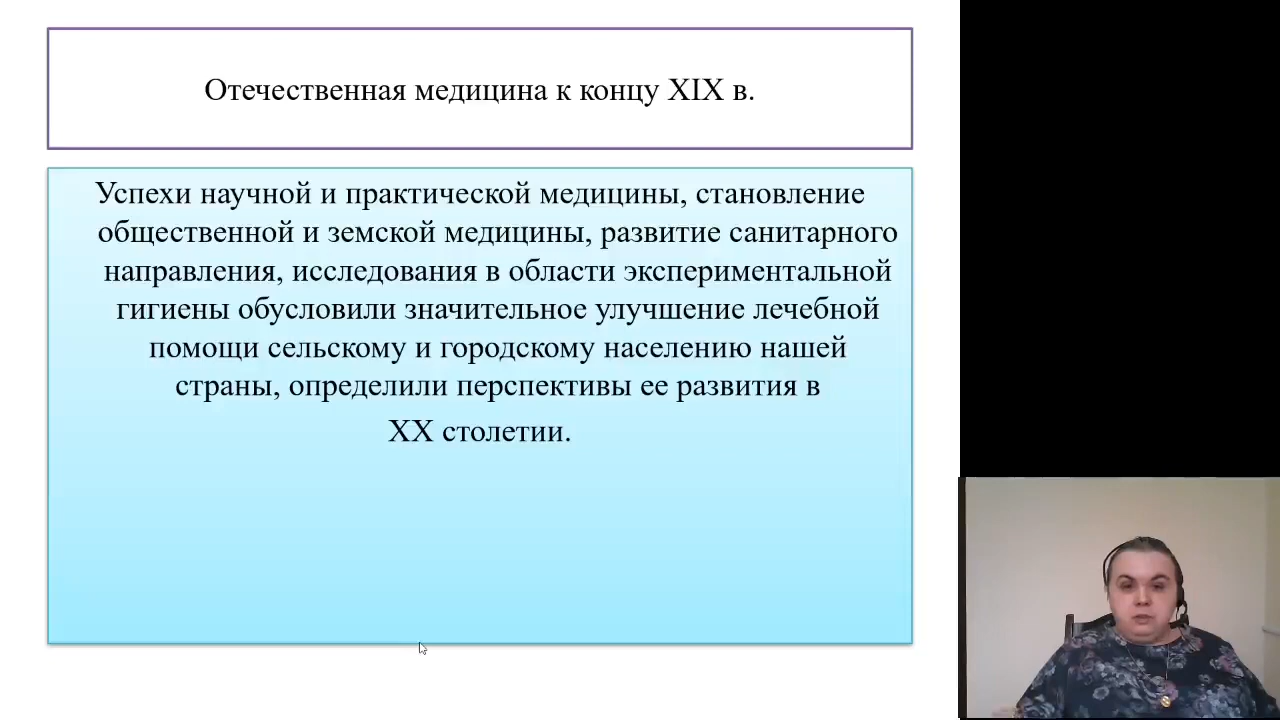 Отечественная медицина к концу XIX в.
Успехи научной и практической медицины, становление
общественной и земской медицины, развитие санитарного
направления, исследования в области экспериментальной
гигиены обусловили значительное улучшение лечебной
помощи сельскому и городскому населению нашей
страны, определили перспективы ее развития в
XX столетии.